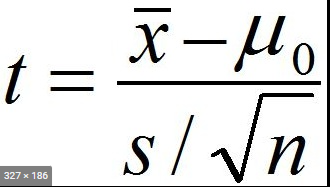 t = (x̄ − μ₀) / (s / √n)
327 × 186